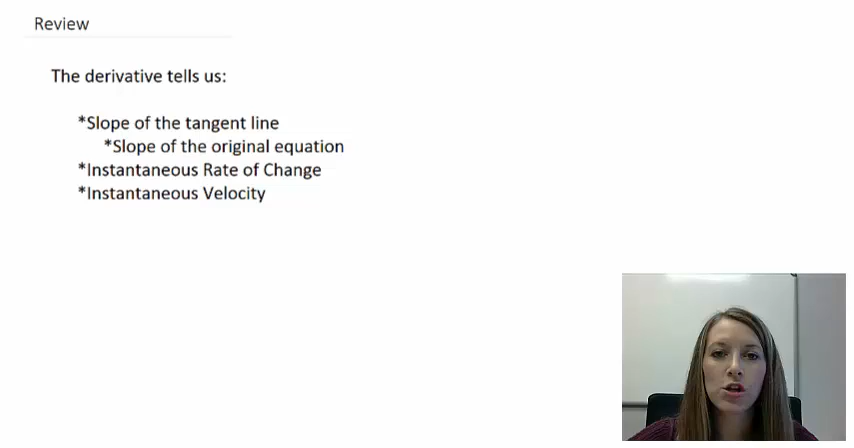 Review
The derivative tells us:
*Slope of the tangent line
*Slope of the original equation
*Instantaneous Rate of Change
*Instantaneous Velocity